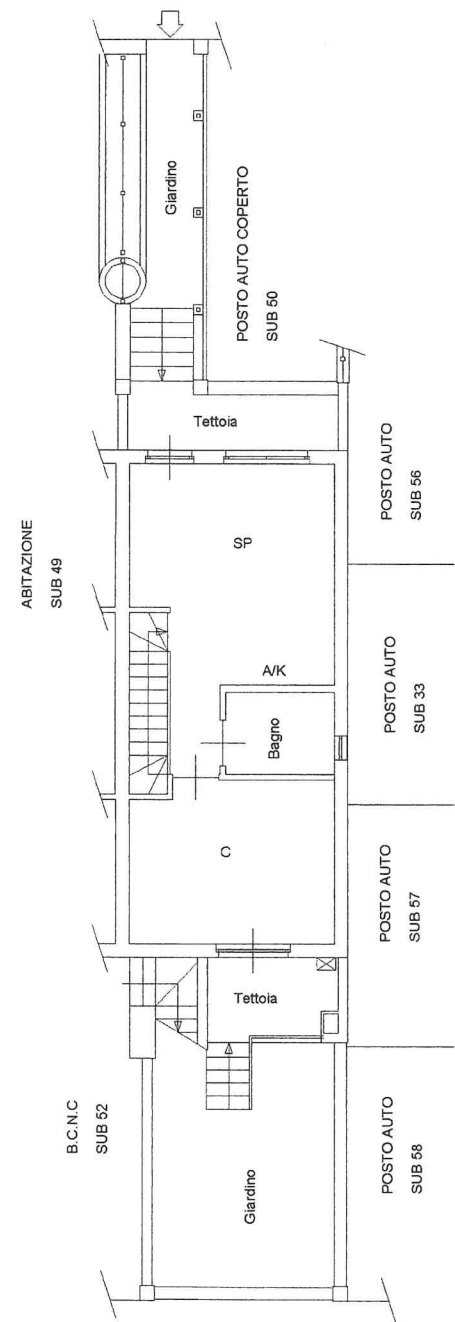 Giardino
POSTO AUTO COPERTO
SUB 50
Tettoia
ABITAZIONE
SUB 49
SP
POSTO AUTO
SUB 56
A/K
Bagno
POSTO AUTO
SUB 33
C
POSTO AUTO
SUB 57
Tettoia
B.C.N.C
SUB 52
Giardino
POSTO AUTO
SUB 58